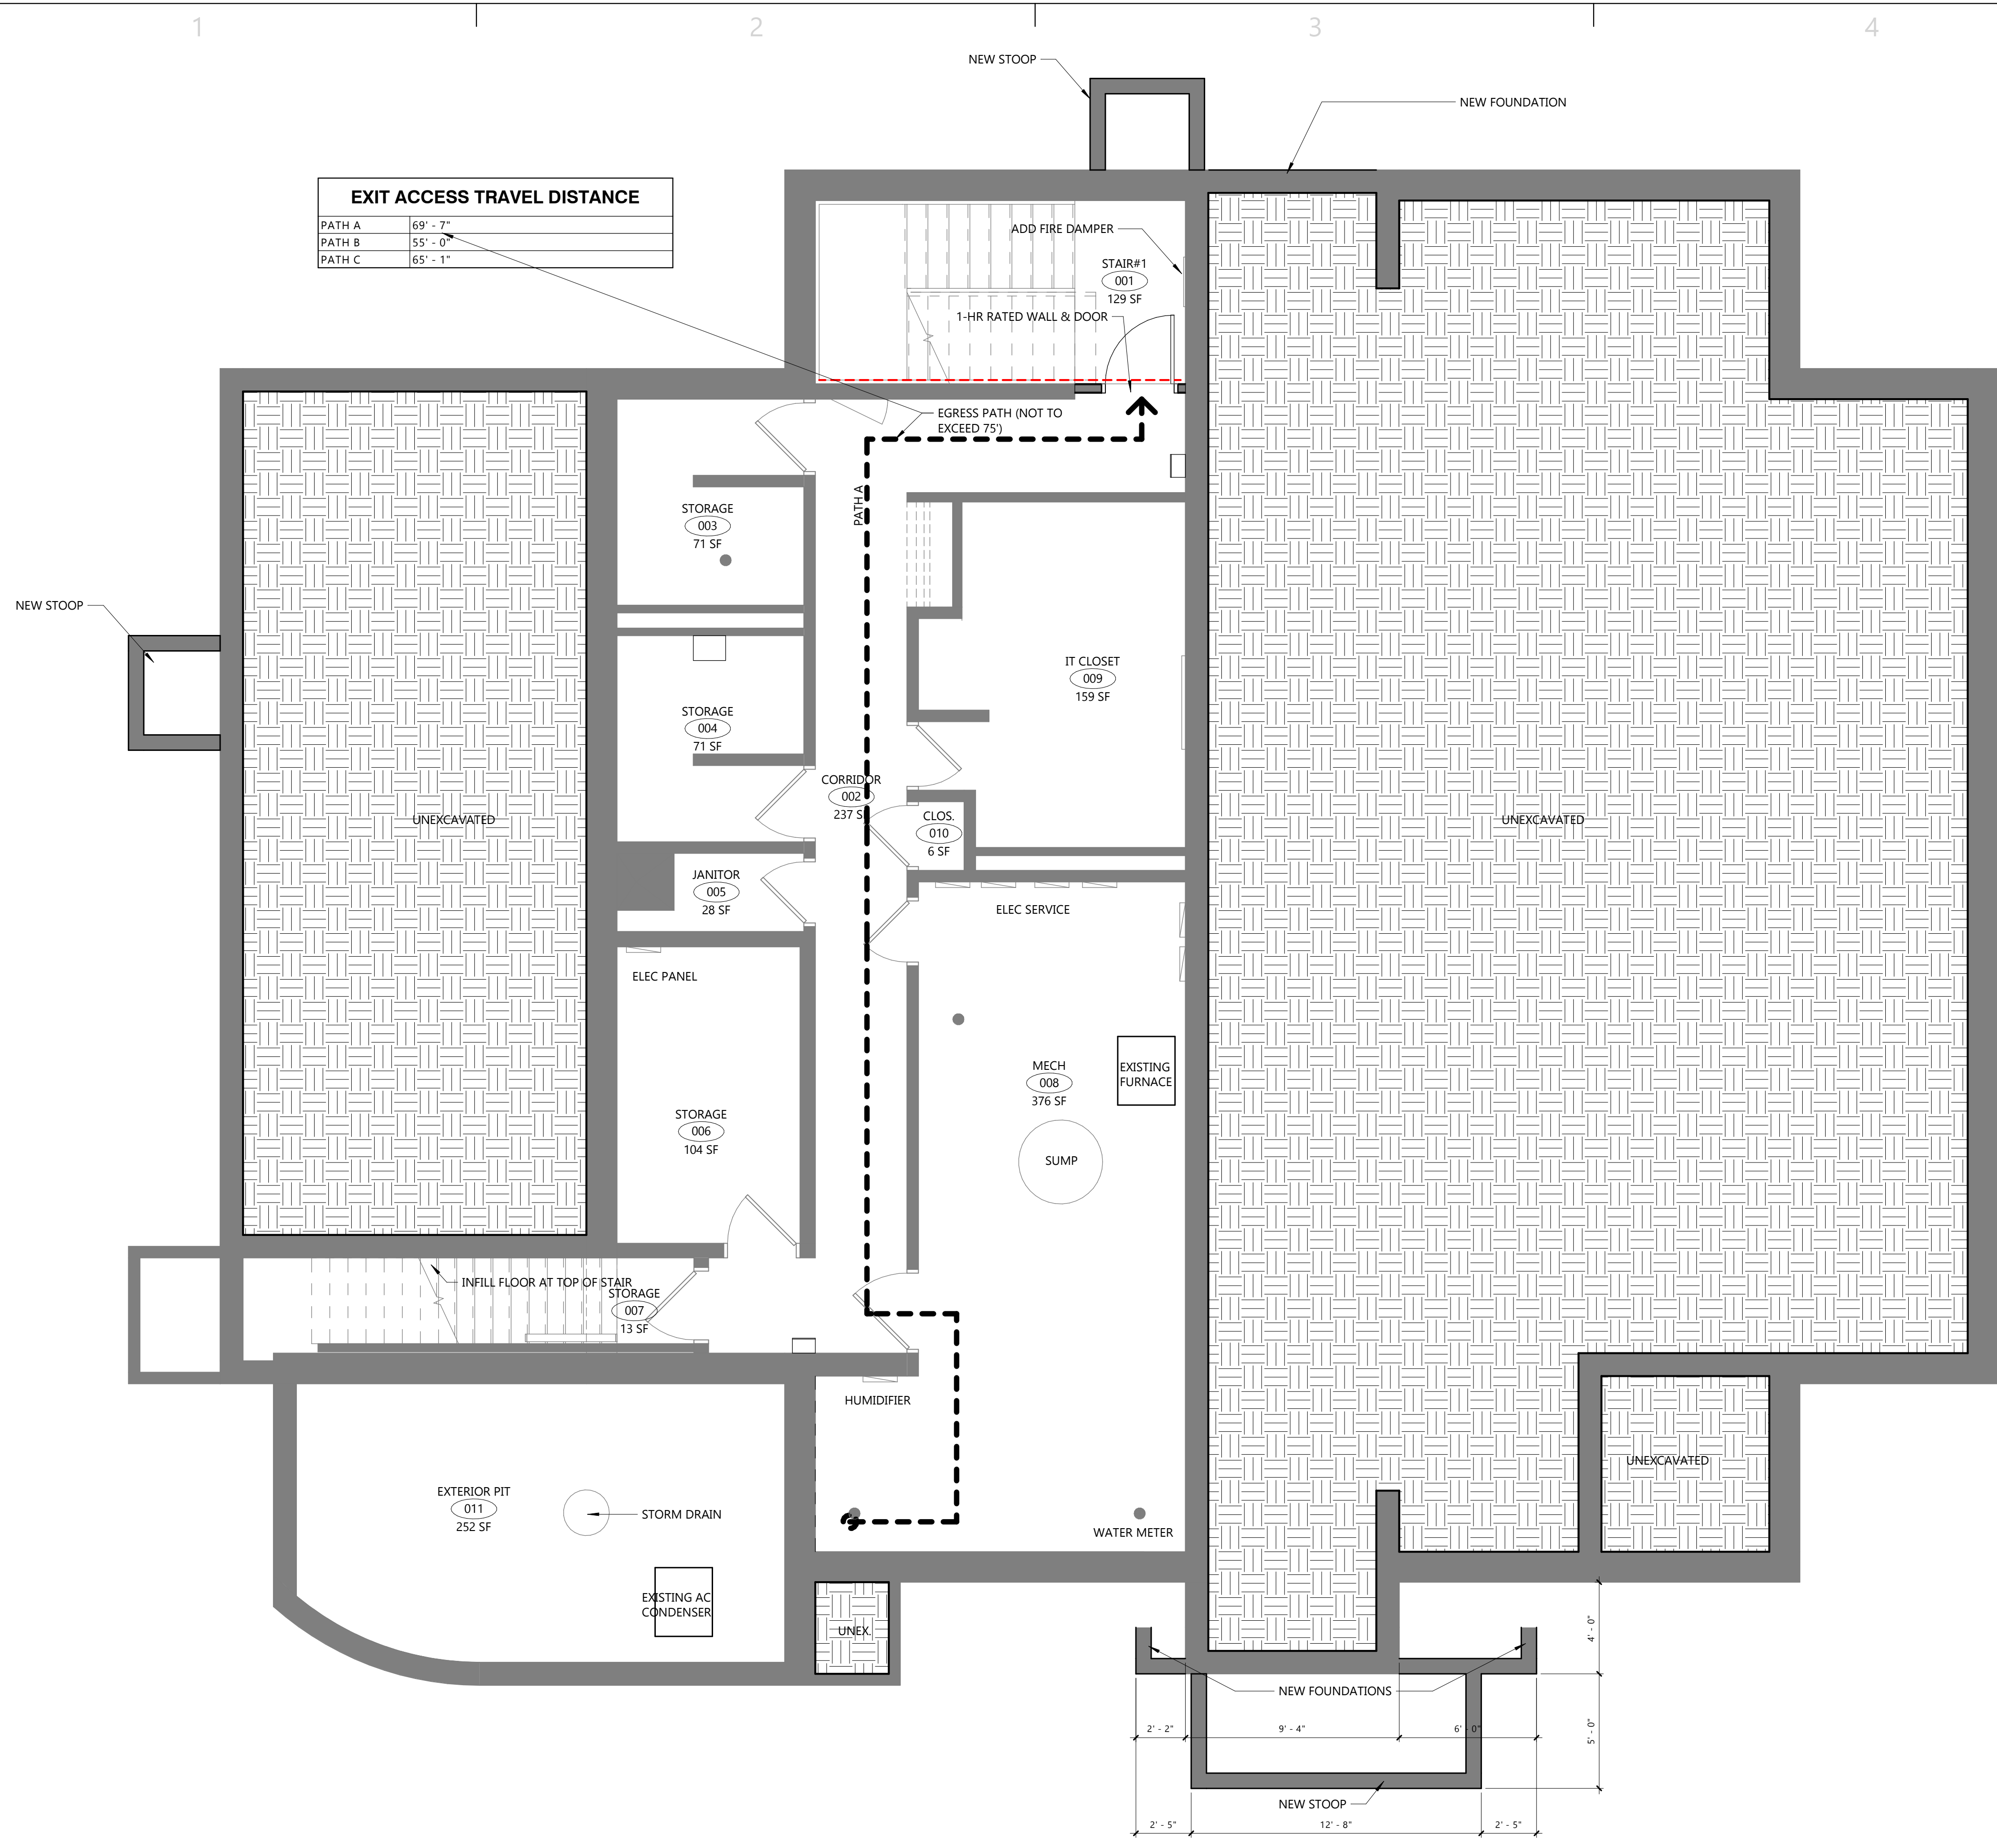 1
2
3
4
NEW STOOP
NEW FOUNDATION
EXIT ACCESS TRAVEL DISTANCE
PATH A 69' - 7"
PATH B 55' - 0"
PATH C 65' - 1"
ADD FIRE DAMPER
STAIR#1
001
129 SF
1-HR RATED WALL & DOOR
EGRESS PATH (NOT TO
EXCEED 75')
PATH A
STORAGE
003
71 SF
NEW STOOP
IT CLOSET
009
159 SF
STORAGE
004
71 SF
CORRIDOR
002
237 SF
CLOS.
010
6 SF
UNEXCAVATED
UNEXCAVATED
JANITOR
005
28 SF
ELEC SERVICE
ELEC PANEL
MECH
008
376 SF
EXISTING
FURNACE
STORAGE
006
104 SF
SUMP
INFILL FLOOR AT TOP OF STAIR
STORAGE
007
13 SF
HUMIDIFIER
UNEXCAVATED
EXTERIOR PIT
011
252 SF
STORM DRAIN
WATER METER
EXISTING AC
CONDENSER
UNEX.
4' - 0"
NEW FOUNDATIONS
2' - 2"
9' - 4"
6' - 0"
5' - 0"
NEW STOOP
2' - 5"
12' - 8"
2' - 5"